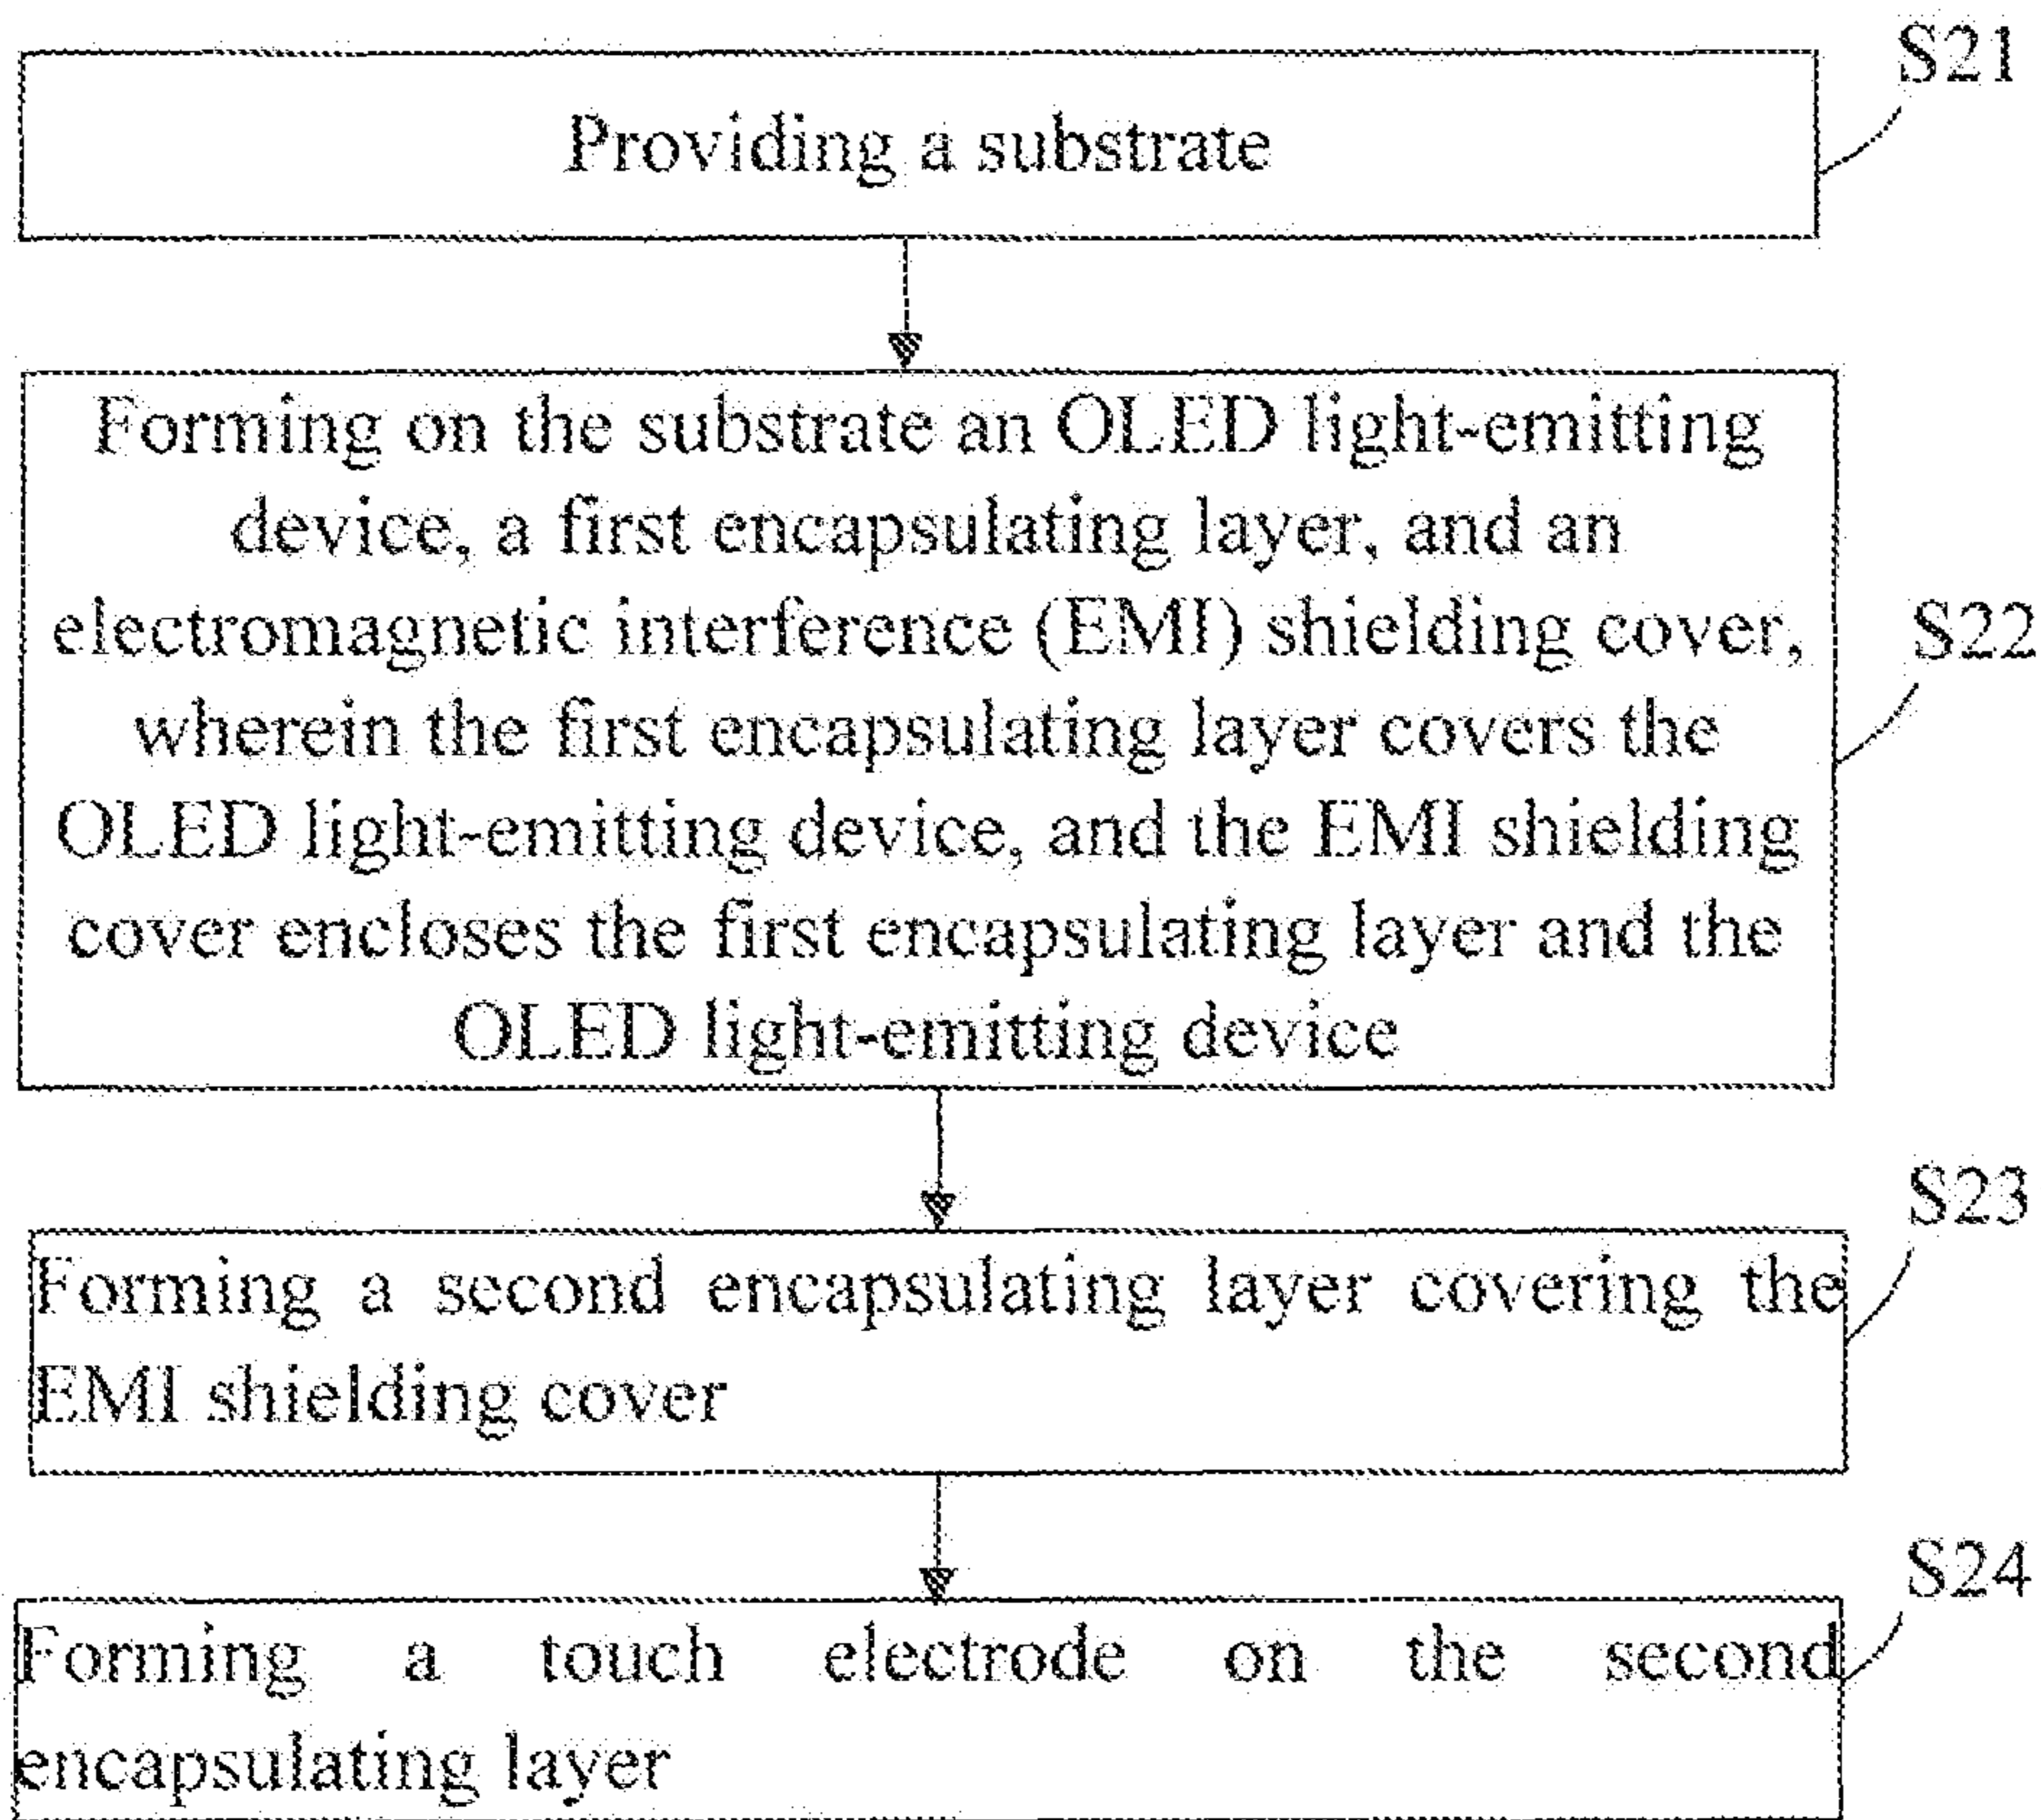 S21
Providing a substrate
Forming on the substrate an OLED light-emitting
device, a first encapsulating layer, and an
electromagnetic interference (EMI) shielding cover,
wherein the first encapsulating layer covers the
OLED light-emitting device, and the EMI shielding
cover encloses the first encapsulating layer and the
OLED light-emitting device
S22
Forming a second encapsulating layer covering the
EMI shielding cover
S23
Forming a touch electrode on the second
encapsulating layer
S24